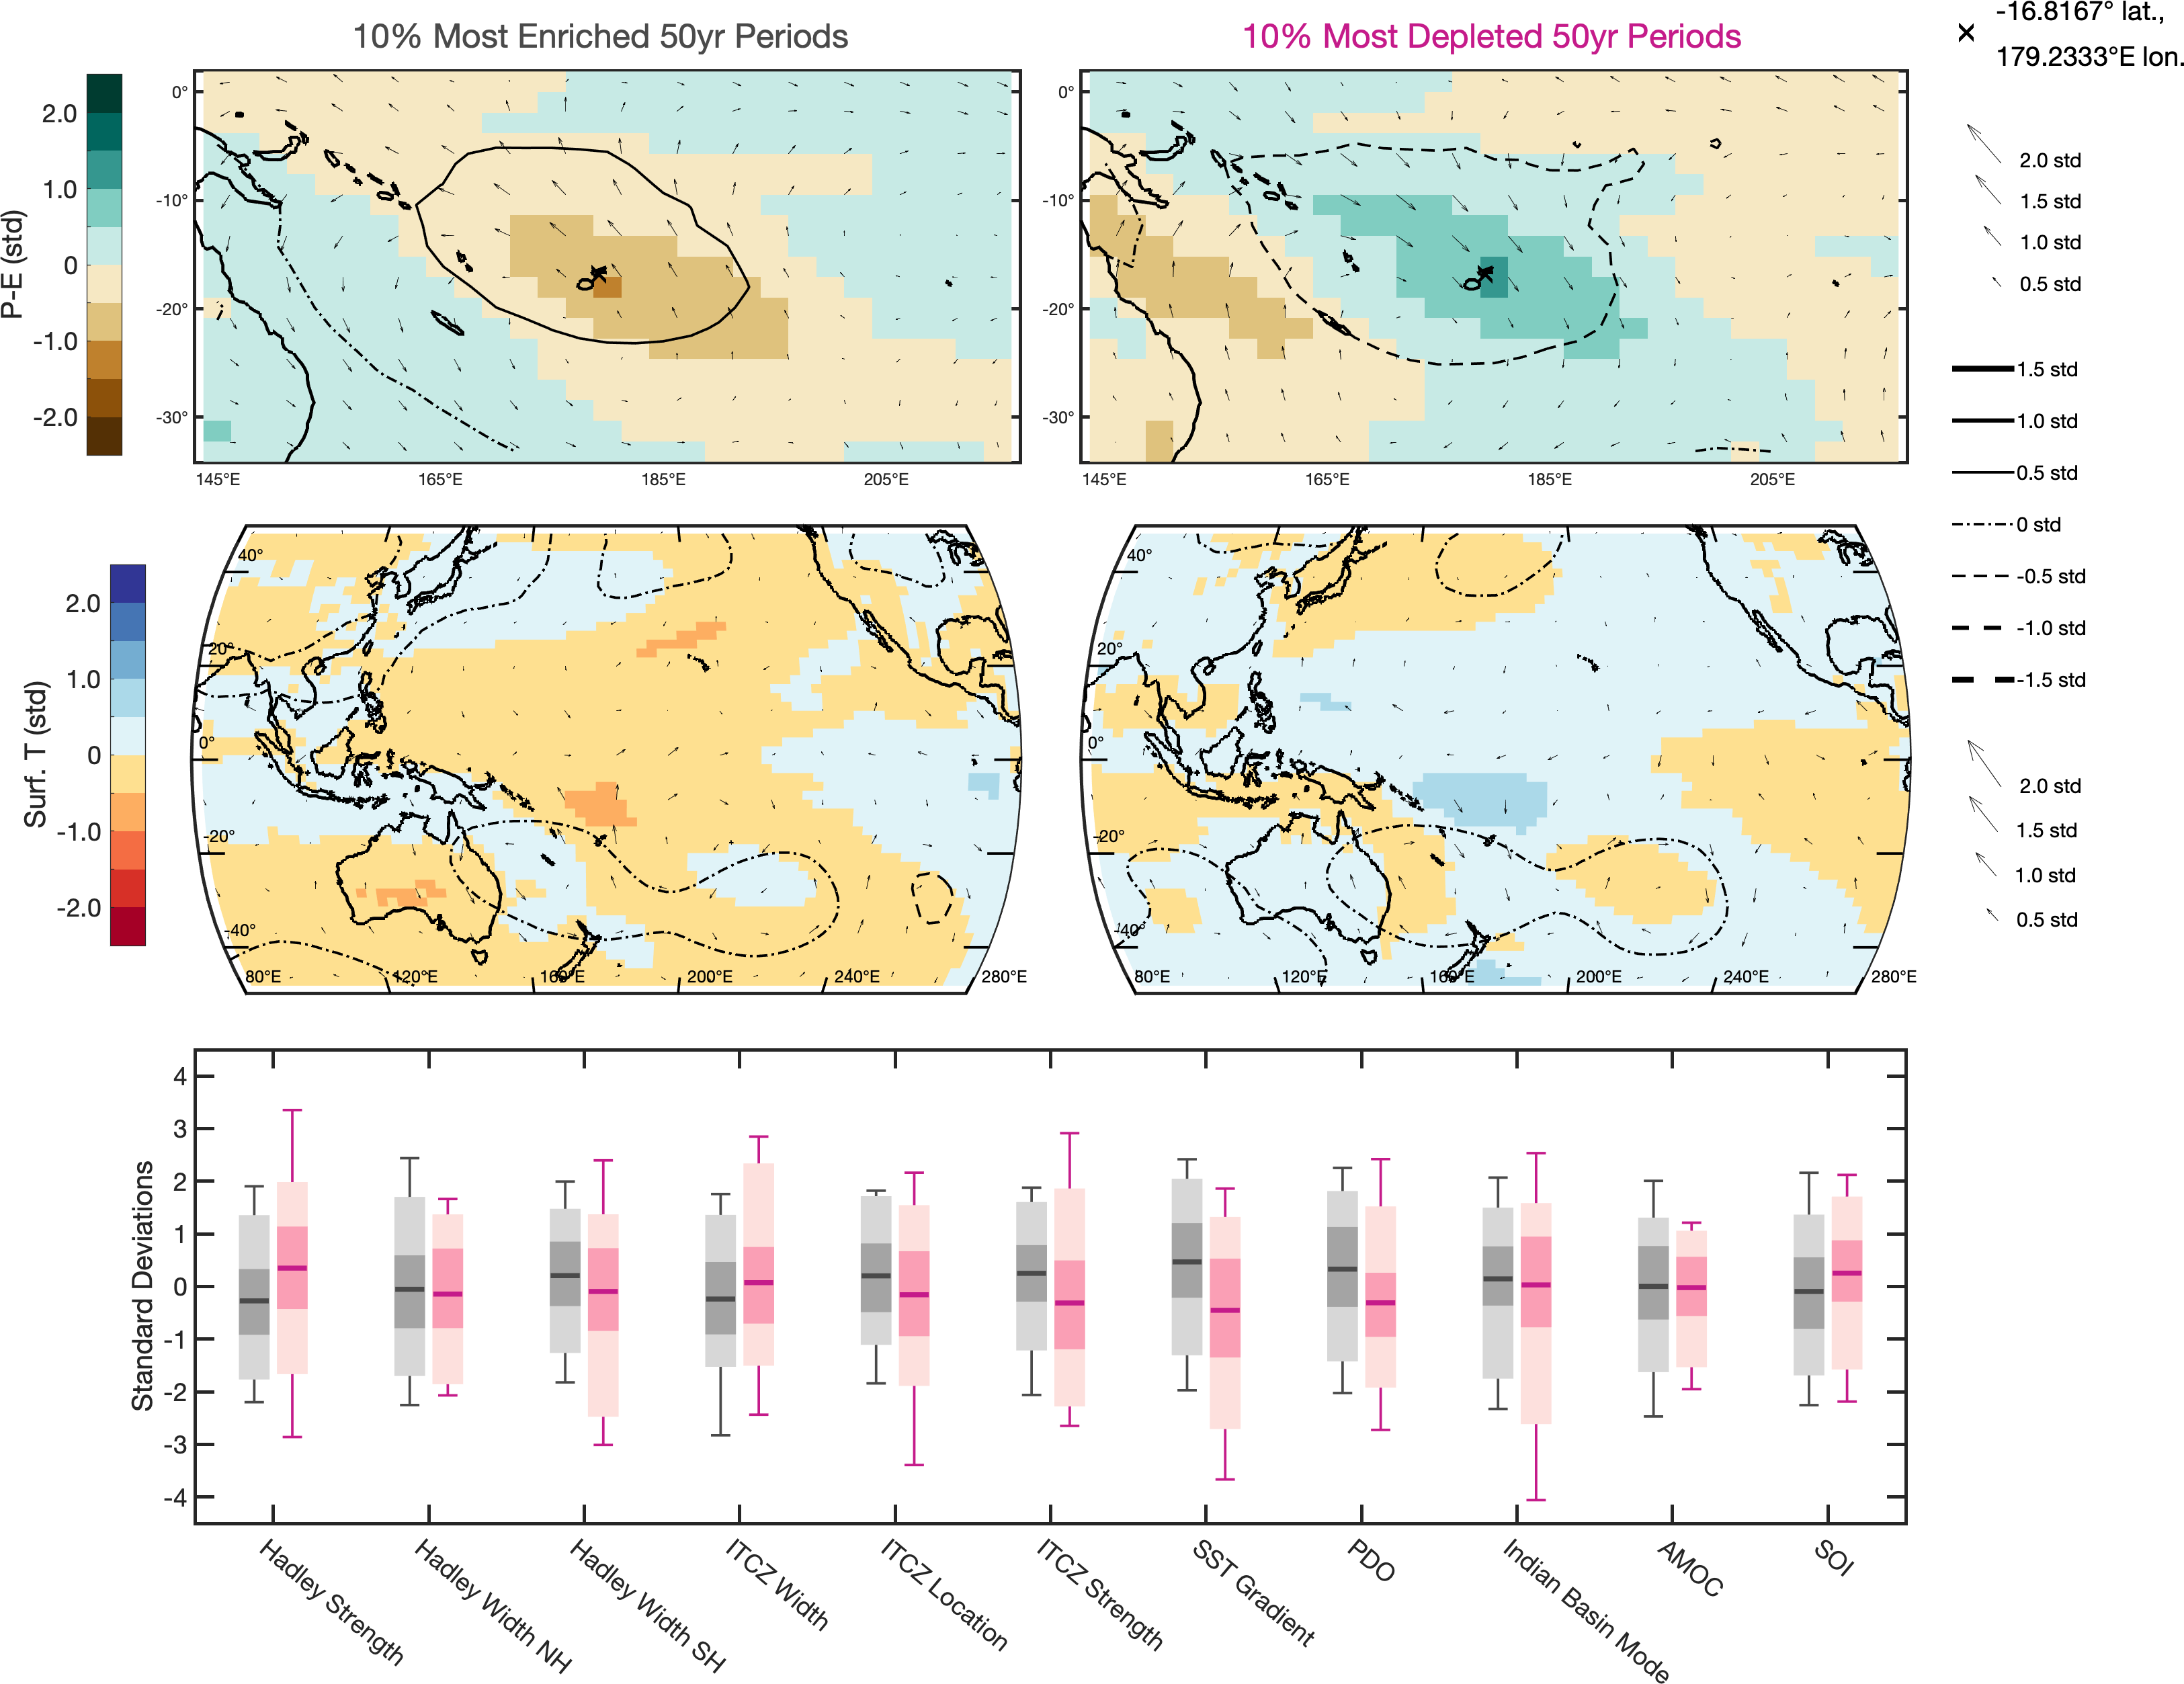 10% Most Enriched 50yr Periods
10% Most Depleted 50yr Periods
-16.8167° lat.,
179.2333°E lon.
P-E (std)
2.0
1.0
0
-1.0
-2.0
0°
-10°
-20°
-30°
145°E
165°E
185°E
205°E
0°
-10°
-20°
-30°
145°E
165°E
185°E
205°E
2.0 std
1.5 std
1.0 std
0.5 std
1.5 std
1.0 std
0.5 std
0 std
-0.5 std
-1.0 std
-1.5 std
2.0 std
1.5 std
1.0 std
0.5 std
Surf. T (std)
2.0
1.0
0
-1.0
-2.0
40°
20°
0°
-20°
-40°
80°E
120°E
160°E
200°E
240°E
280°E
40°
20°
0°
-20°
-40°
80°E
120°E
160°E
200°E
240°E
280°E
Standard Deviations
4
3
2
1
0
-1
-2
-3
-4
Hadley Strength
Hadley Width NH
Hadley Width SH
ITCZ Width
ITCZ Location
ITCZ Strength
SST Gradient
PDO
Indian Basin Mode
AMOC
SOI